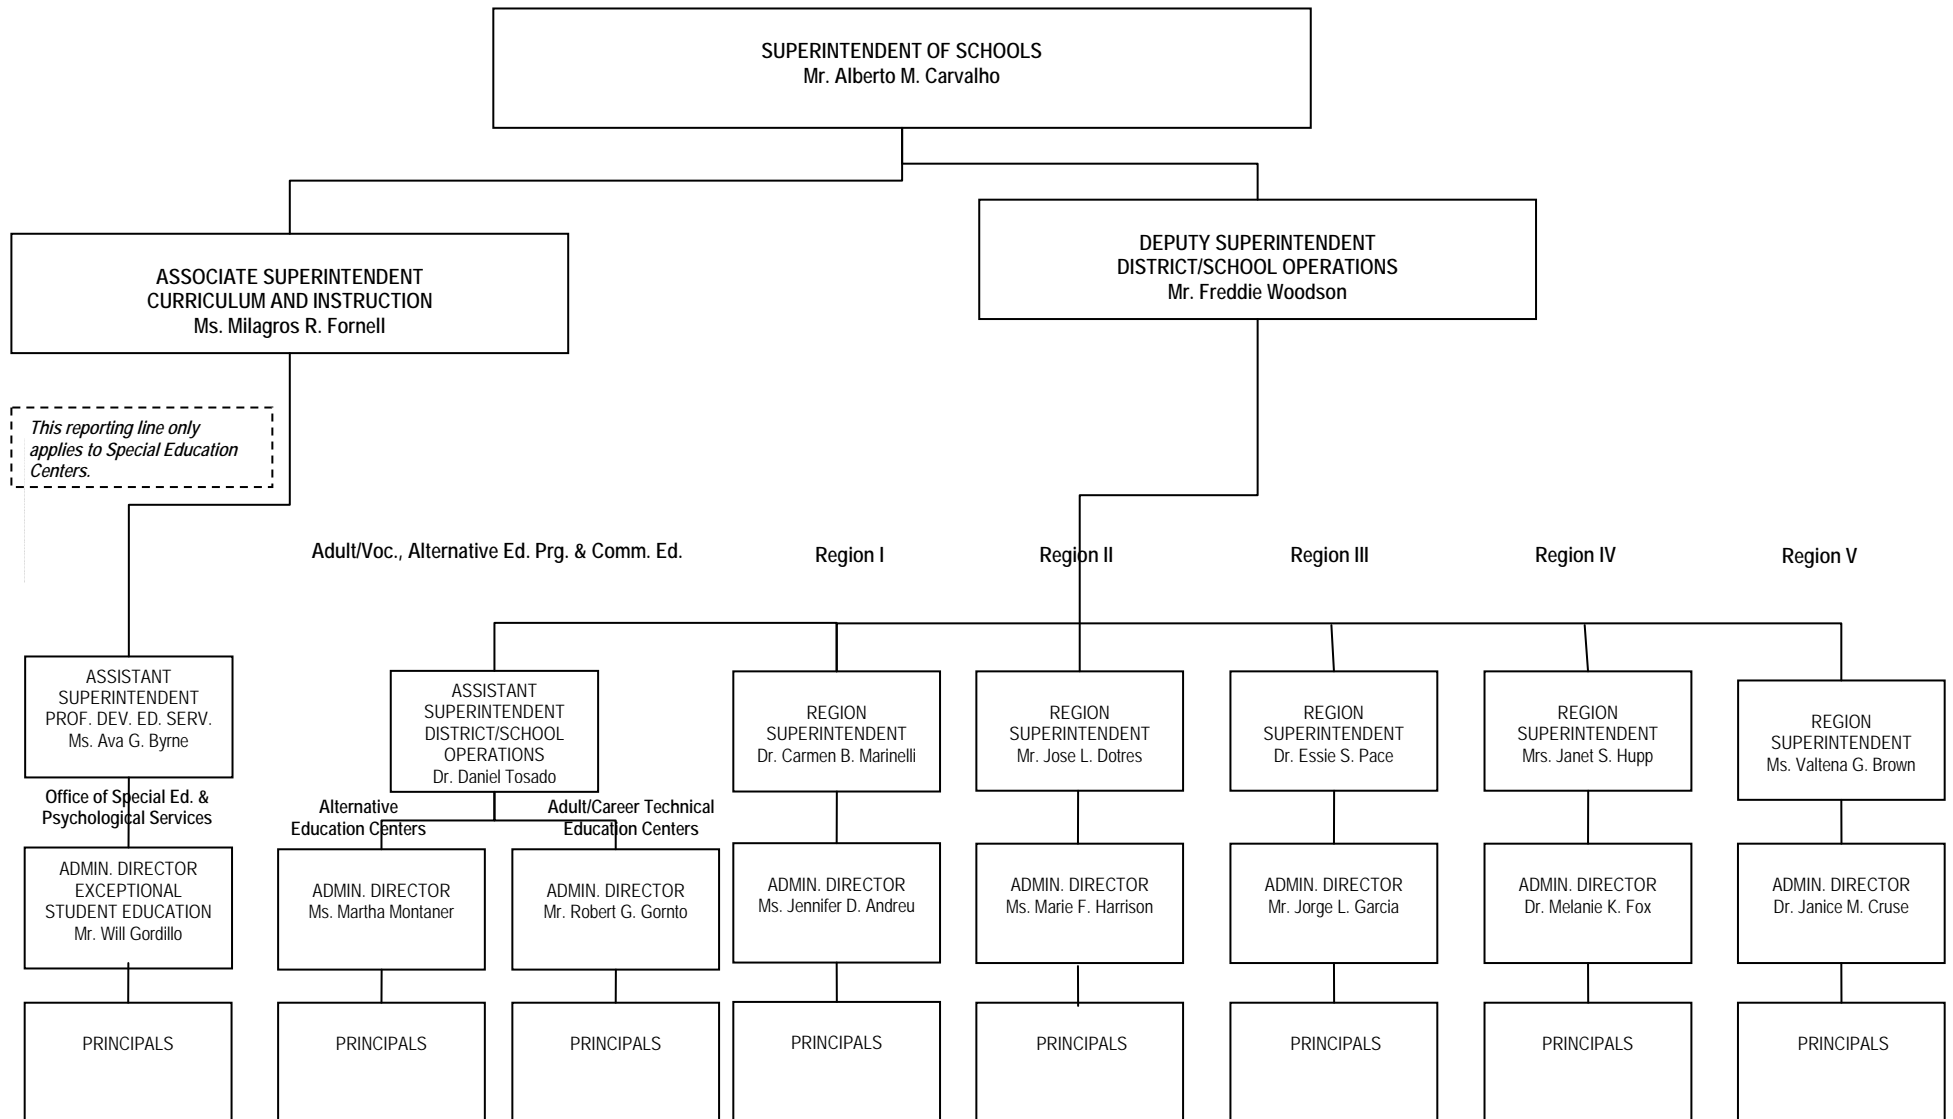 SUPERINTENDENT OF SCHOOLS
Mr. Alberto M. Carvalho
ASSOCIATE SUPERINTENDENT
CURRICULUM AND INSTRUCTION
Ms. Milagros R. Fornell
DEPUTY SUPERINTENDENT
DISTRICT/SCHOOL OPERATIONS
Mr. Freddie Woodson
This reporting line only
applies to Special Education
Centers.
Adult/Voc., Alternative Ed. Prg. & Comm. Ed.
Region I
Region II
Region III
Region IV
Region V
ASSISTANT
SUPERINTENDENT
PROF. DEV. ED. SERV.
Ms. Ava G. Byrne
ASSISTANT
SUPERINTENDENT
DISTRICT/SCHOOL
OPERATIONS
Dr. Daniel Tosado
REGION
SUPERINTENDENT
Dr. Carmen B. Marinelli
REGION
SUPERINTENDENT
Mr. Jose L. Dotres
REGION
SUPERINTENDENT
Dr. Essie S. Pace
REGION
SUPERINTENDENT
Mrs. Janet S. Hupp
REGION
SUPERINTENDENT
Ms. Valtena G. Brown
Office of Special Ed. &
Psychological Services
Alternative
Education Centers
Adult/Career Technical
Education Centers
ADMIN. DIRECTOR
EXCEPTIONAL
STUDENT EDUCATION
Mr. Will Gordillo
ADMIN. DIRECTOR
Ms. Martha Montaner
ADMIN. DIRECTOR
Mr. Robert G. Gornto
ADMIN. DIRECTOR
Ms. Jennifer D. Andreu
ADMIN. DIRECTOR
Ms. Marie F. Harrison
ADMIN. DIRECTOR
Mr. Jorge L. Garcia
ADMIN. DIRECTOR
Dr. Melanie K. Fox
ADMIN. DIRECTOR
Dr. Janice M. Cruse
PRINCIPALS
PRINCIPALS
PRINCIPALS
PRINCIPALS
PRINCIPALS
PRINCIPALS
PRINCIPALS
PRINCIPALS